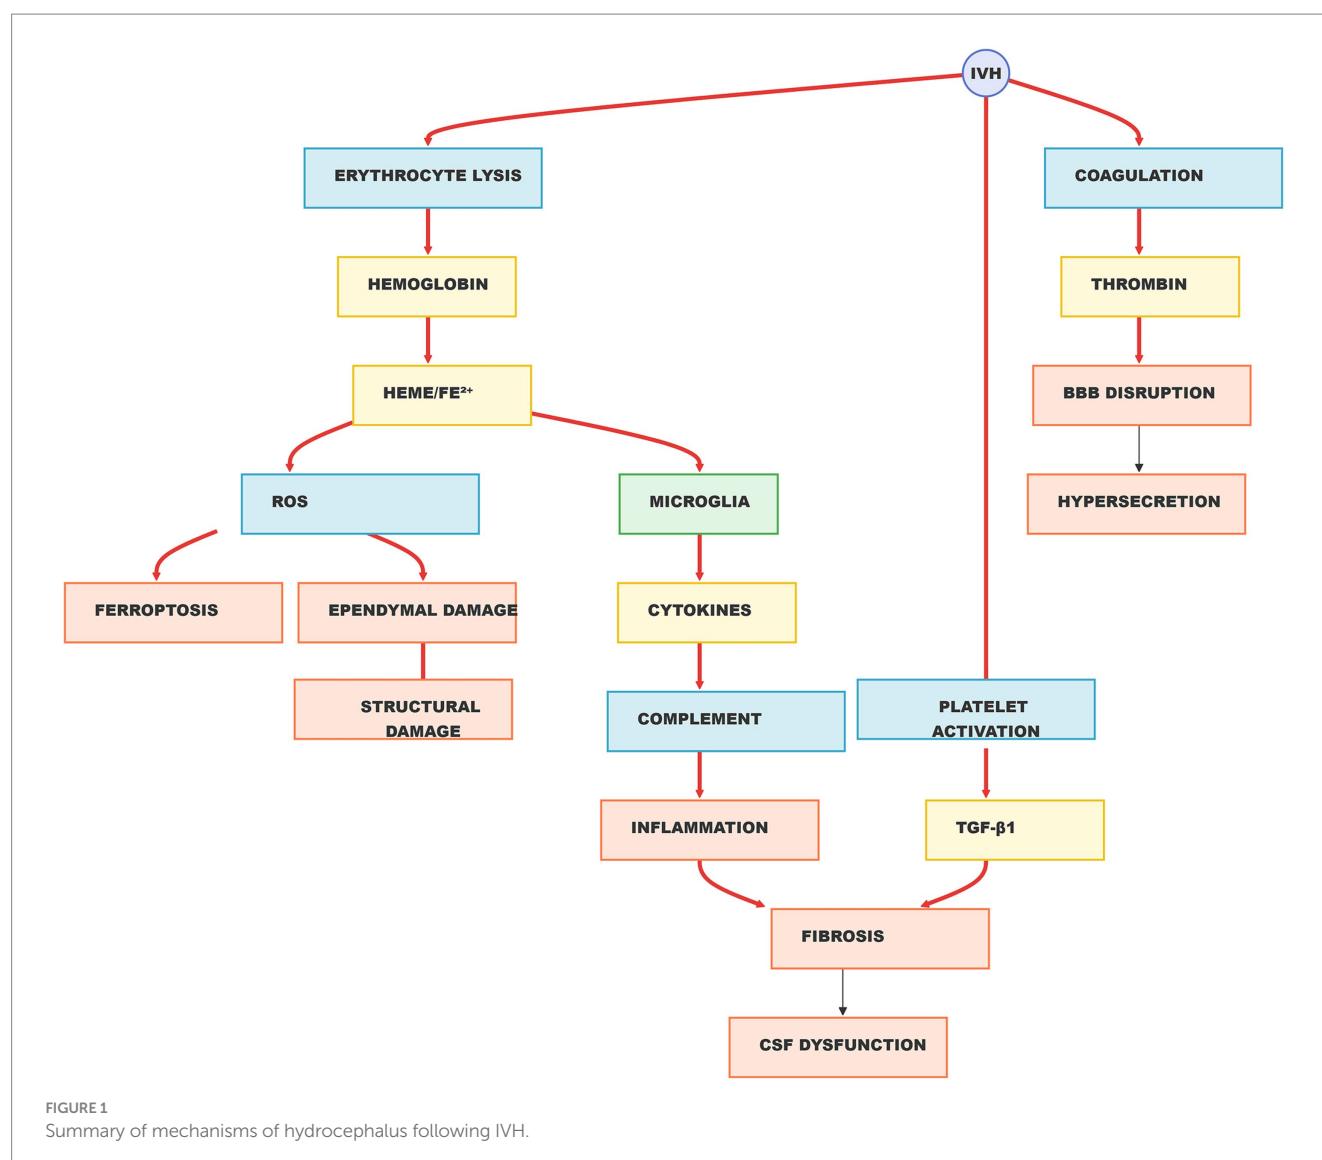 IVH
ERYTHROCYTE LYSIS
COAGULATION
HEMOGLOBIN
THROMBIN
HEME/FE²⁺
BBB DISRUPTION
ROS
MICROGLIA
HYPERSECRETION
FERROPTOSIS
EPENDYMAL DAMAGE
CYTOKINES
STRUCTURAL
DAMAGE
COMPLEMENT
PLATELET
ACTIVATION
INFLAMMATION
TGF-β1
FIBROSIS
CSF DYSFUNCTION
FIGURE 1
Summary of mechanisms of hydrocephalus following IVH.